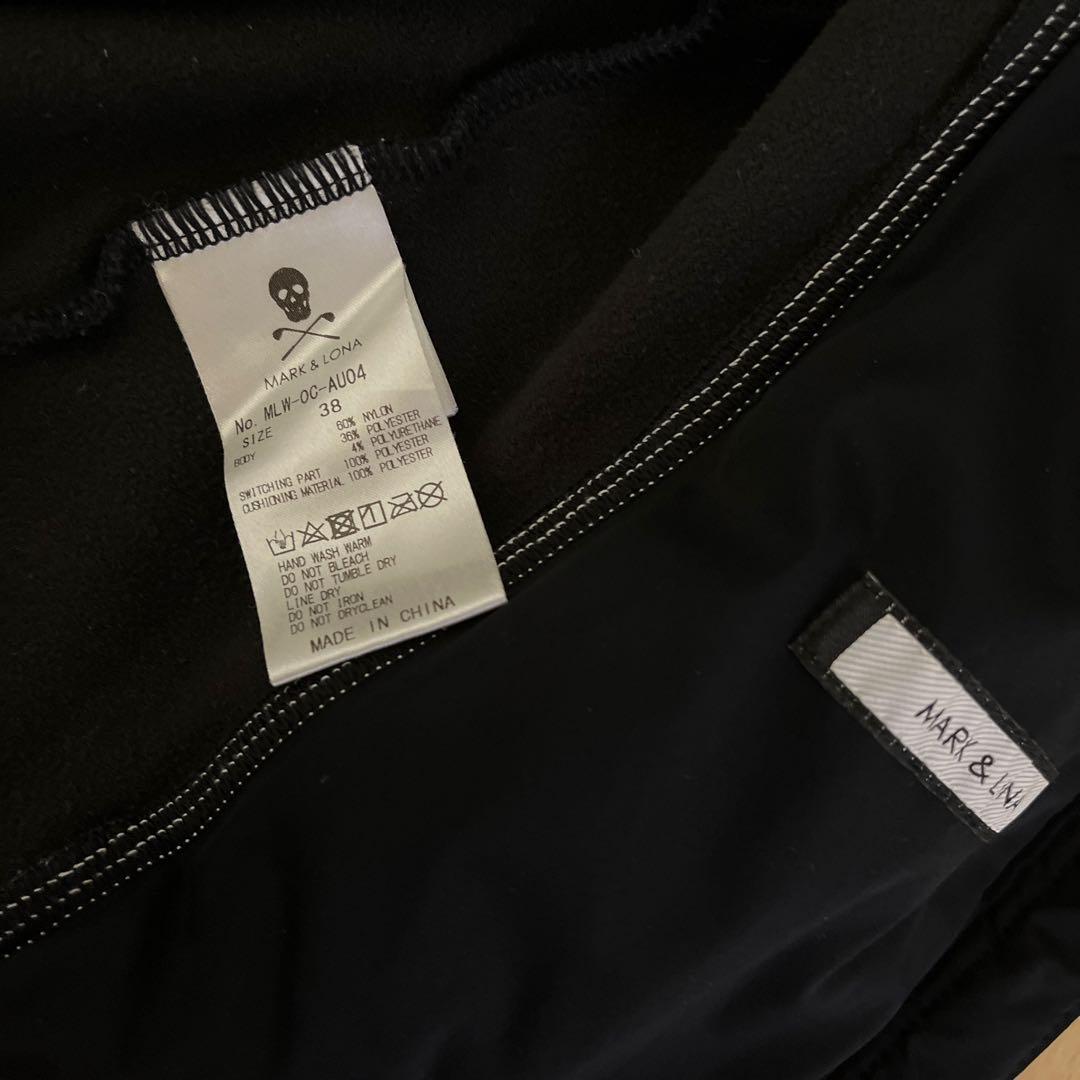 MARK & LONA
No. MLW-OC-AU04
SIZE 38
BODY 60% NYLON
36% POLYESTER
4% POLYURETHANE
SWITCHING PART 100% POLYESTER
CUSHIONING MATERIAL 100% POLYESTER
HAND WASH WARM
DO NOT BLEACH
DO NOT TUMBLE DRY
LINE DRY
DO NOT IRON
DO NOT DRYCLEAN
MADE IN CHINA
MARK & LNA